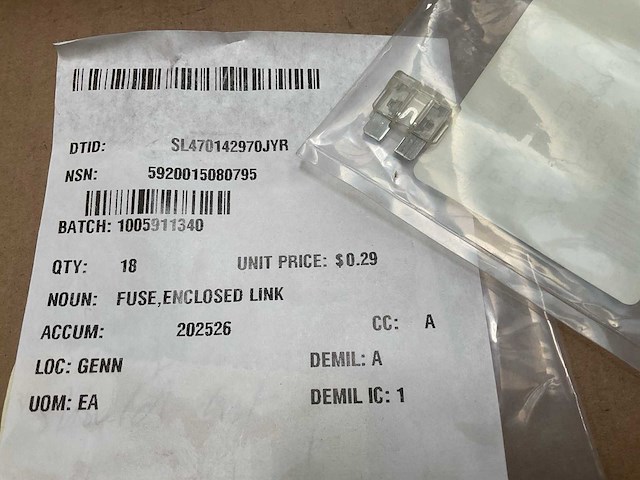 DTID: SL470142970JYR
NSN: 5920015080795
BATCH: 1005911340
QTY: 18 UNIT PRICE: $0.29
NOUN: FUSE,ENCLOSED LINK
ACCUM: 202526 CC: A
LOC: GENN DEMIL: A
UOM: EA DEMIL IC: 1